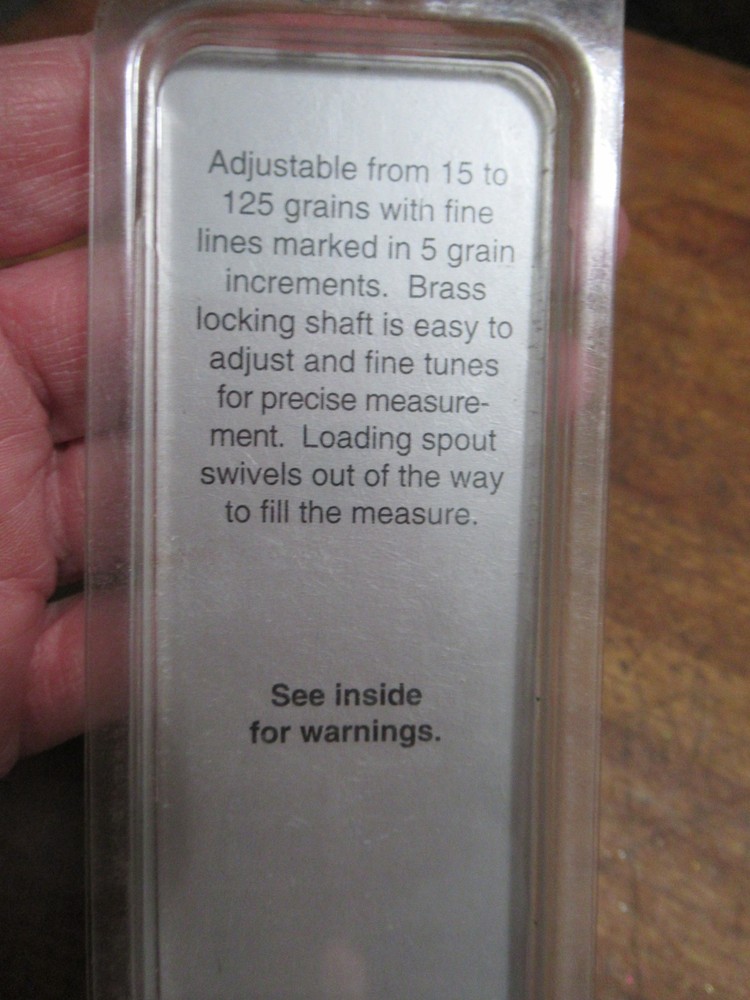 Adjustable from 15 to
125 grains with fine
lines marked in 5 grain
increments.  Brass
locking shaft is easy to
adjust and fine tunes
for precise measure-
ment.  Loading spout
swivels out of the way
to fill the measure.
See inside
for warnings.